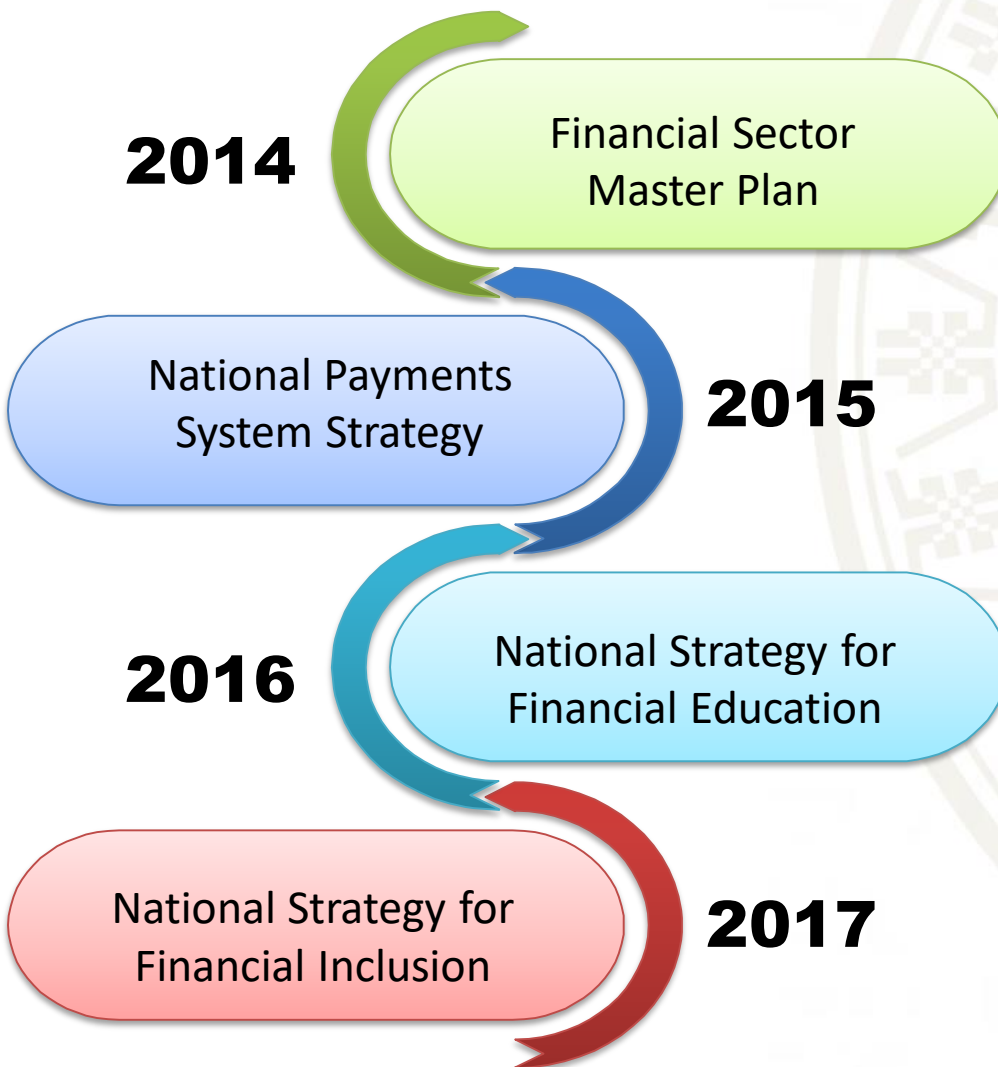 2014
Financial Sector
Master Plan
National Payments
System Strategy
2015
2016
National Strategy for
Financial Education
National Strategy for
Financial Inclusion
2017